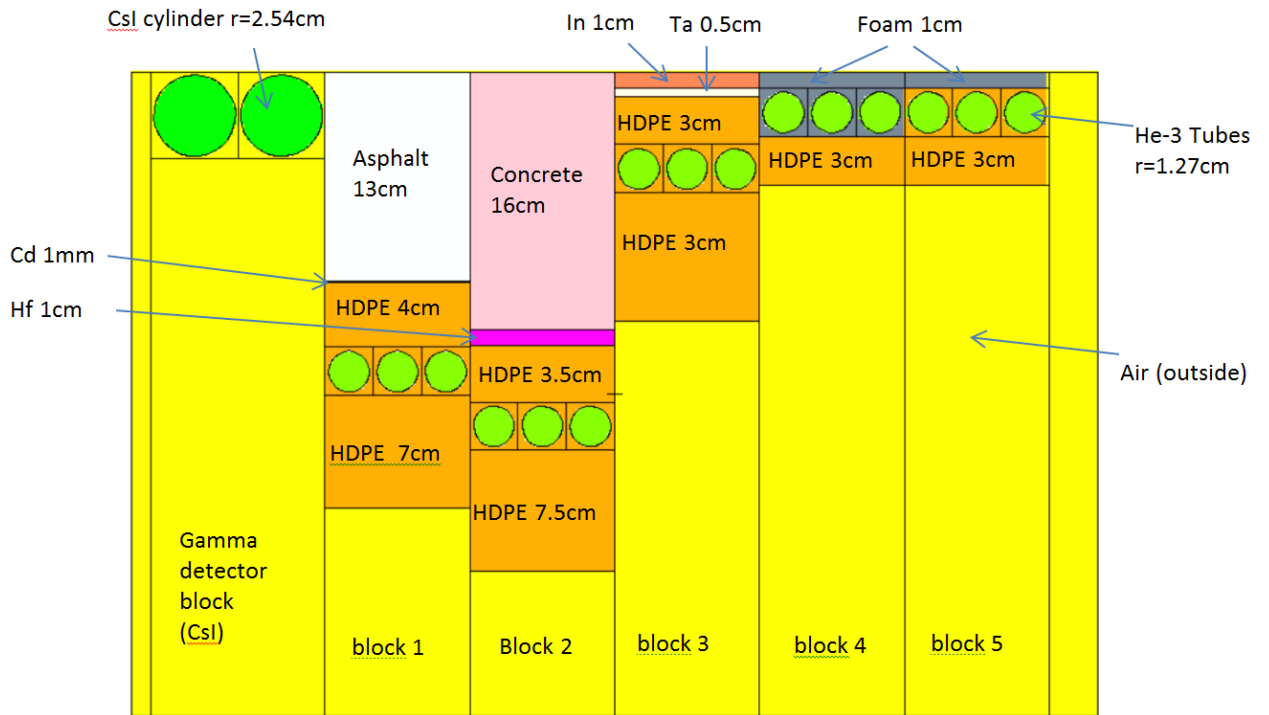 CsI cylinder r=2.54cm
In 1cm
Ta 0.5cm
Foam 1cm
He-3 Tubes
r=1.27cm
Asphalt
13cm
Concrete
16cm
HDPE 3cm
HDPE 3cm
HDPE 3cm
HDPE 3cm
Cd 1mm
Hf 1cm
HDPE 4cm
HDPE 3.5cm
HDPE 7cm
HDPE 7.5cm
Air (outside)
Gamma
detector
block
(CsI)
block 1
Block 2
block 3
block 4
block 5